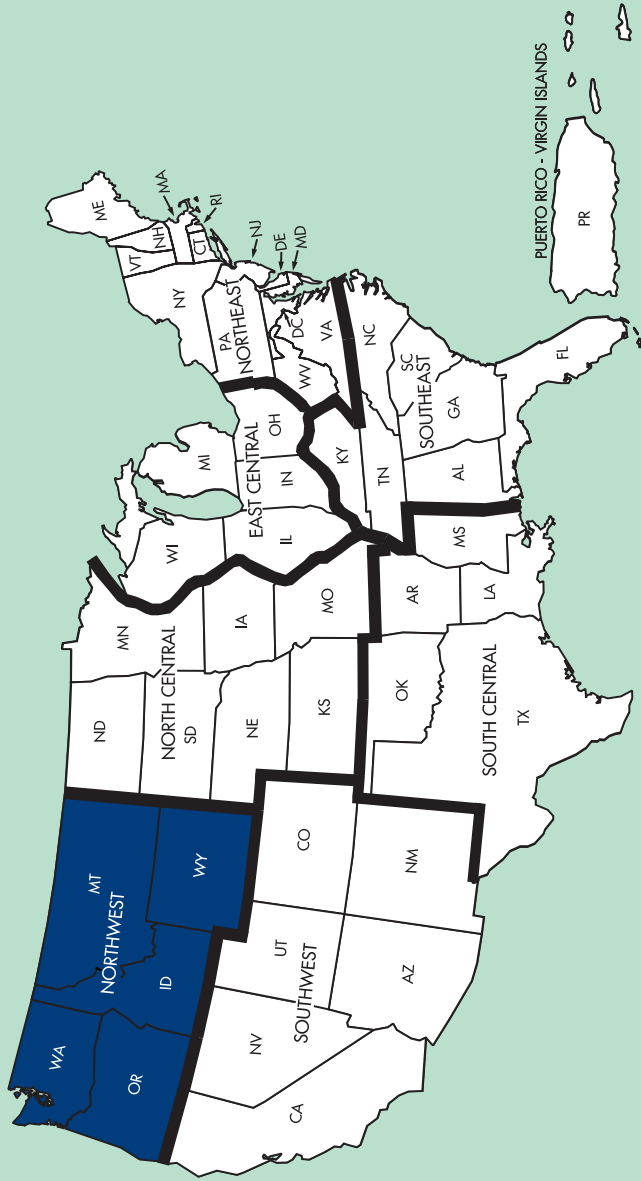 WA
OR
MT
NORTHWEST
ID
WY
CA
NV
UT
SOUTHWEST
CO
AZ
NM
ND
MN
NORTH CENTRAL
SD
NE
IA
KS
MO
WI
MI
EAST CENTRAL
IL
IN
OH
OK
AR
SOUTH CENTRAL
TX
LA
MS
KY
TN
NC
SC
SOUTHEAST
GA
AL
FL
ME
VT
NH
MA
RI
CT
NY
NJ
PA
NORTHEAST
DE
MD
DC
WV
VA
PUERTO RICO - VIRGIN ISLANDS
PR